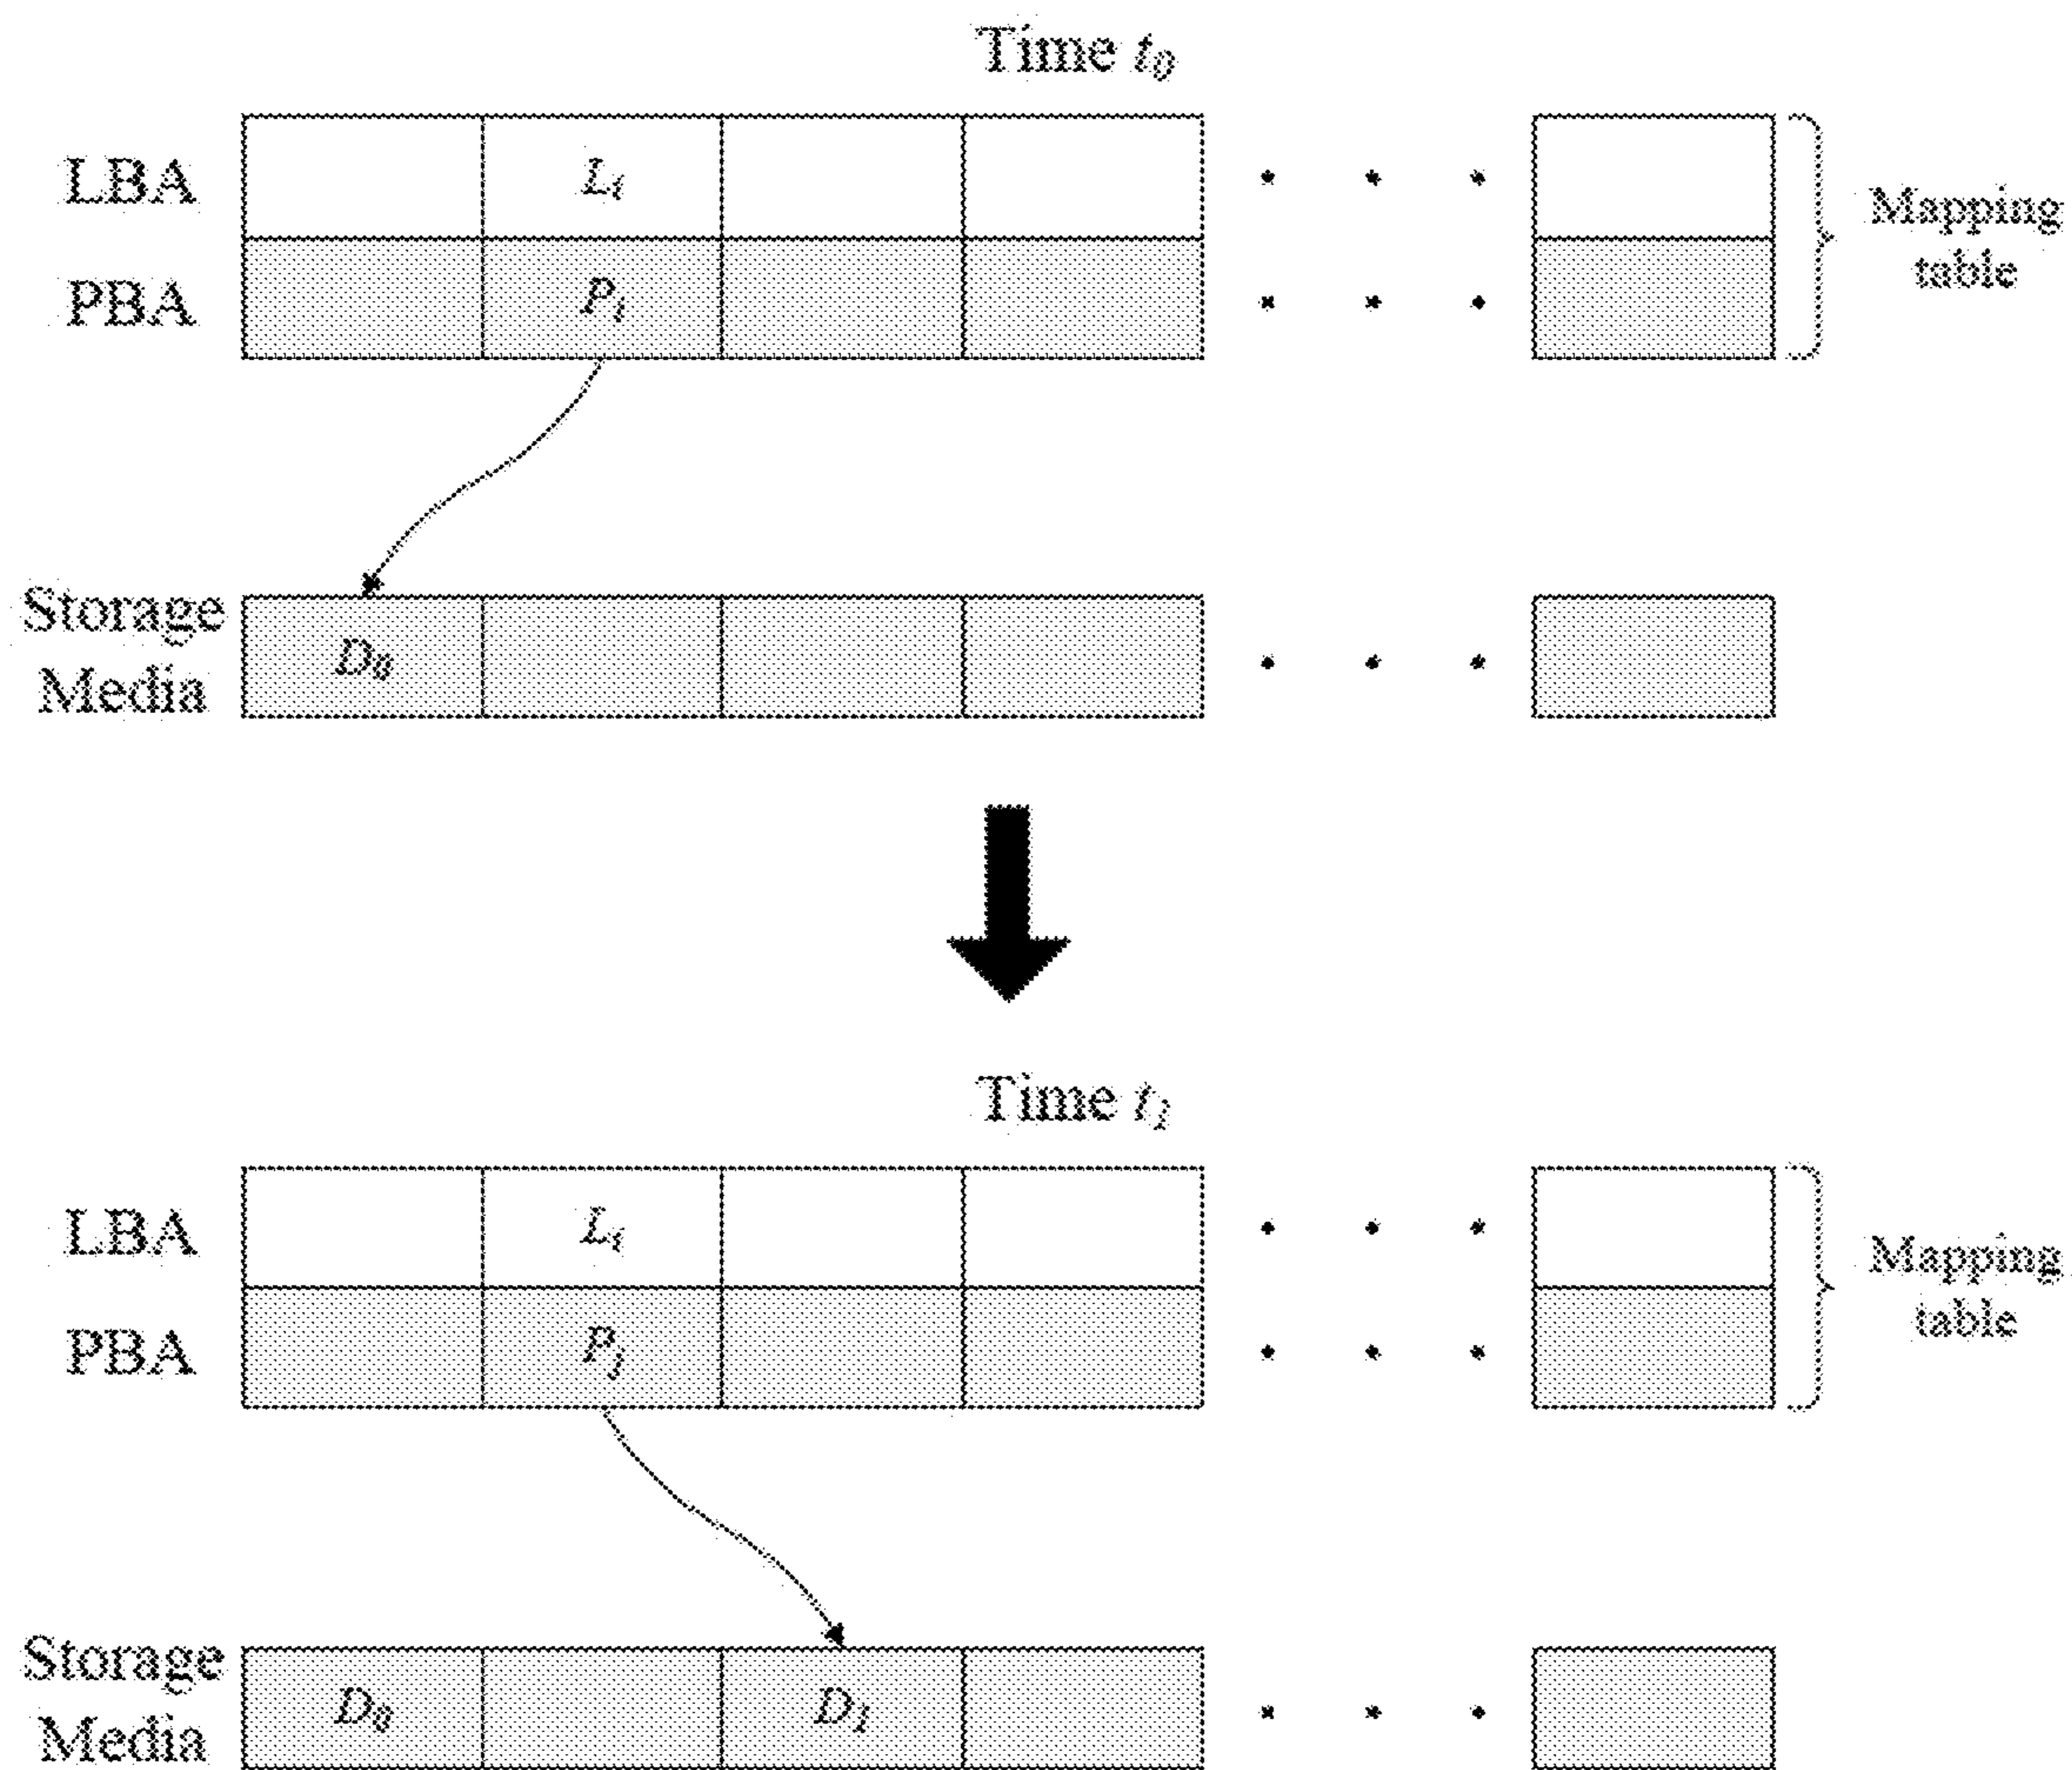 Time t₀
LBA
Lᵢ
PBA
Pᵢ
Mapping
table
Storage
Media
D₀
Time t₁
LBA
Lᵢ
PBA
Pⱼ
Mapping
table
Storage
Media
D₀
D₁